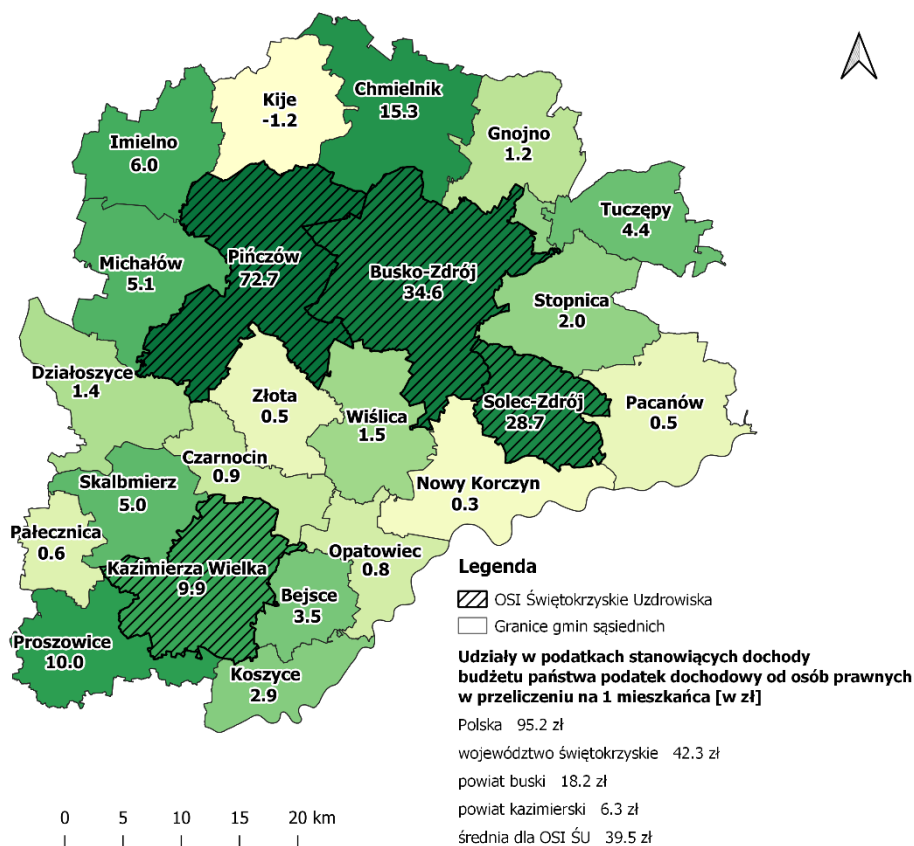 Chmielnik
15.3
Kije
-1.2
Gnojno
1.2
Imielno
6.0
Tuczępy
4.4
Pińczów
72.7
Michałów
5.1
Busko-Zdrój
34.6
Stopnica
2.0
Działoszyce
1.4
Złota
0.5
Wiślica
1.5
Solec-Zdrój
28.7
Pacanów
0.5
Czarnocin
0.9
Skalbmierz
5.0
Nowy Korczyn
0.3
Pałecznica
0.6
Opatowiec
0.8
Kazimierza Wielka
9.9
Bejsce
3.5
Proszowice
10.0
Koszyce
2.9
Legenda
OSI Świętokrzyskie Uzdrowiska
Granice gmin sąsiednich
Udziały w podatkach stanowiących dochody
budżetu państwa podatek dochodowy od osób prawnych
w przeliczeniu na 1 mieszkańca [w zł]
Polska 95.2 zł
województwo świętokrzyskie 42.3 zł
powiat buski 18.2 zł
powiat kazimierski 6.3 zł
średnia dla OSI ŚU 39.5 zł
0 5 10 15 20 km